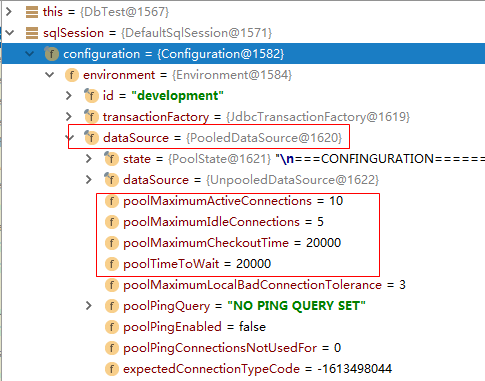 this = {DbTest@1567}
sqlSession = {DefaultSqlSession@1571}
configuration = {Configuration@1582}
environment = {Environment@1584}
id = "development"
transactionFactory = {JdbcTransactionFactory@1619}
dataSource = {PooledDataSource@1620}
state = {PoolState@1621} "\n===CONFINGURATION=======
dataSource = {UnpooledDataSource@1622}
poolMaximumActiveConnections = 10
poolMaximumIdleConnections = 5
poolMaximumCheckoutTime = 20000
poolTimeToWait = 20000
poolMaximumLocalBadConnectionTolerance = 3
poolPingQuery = "NO PING QUERY SET"
poolPingEnabled = false
poolPingConnectionsNotUsedFor = 0
expectedConnectionTypeCode = -1613498044